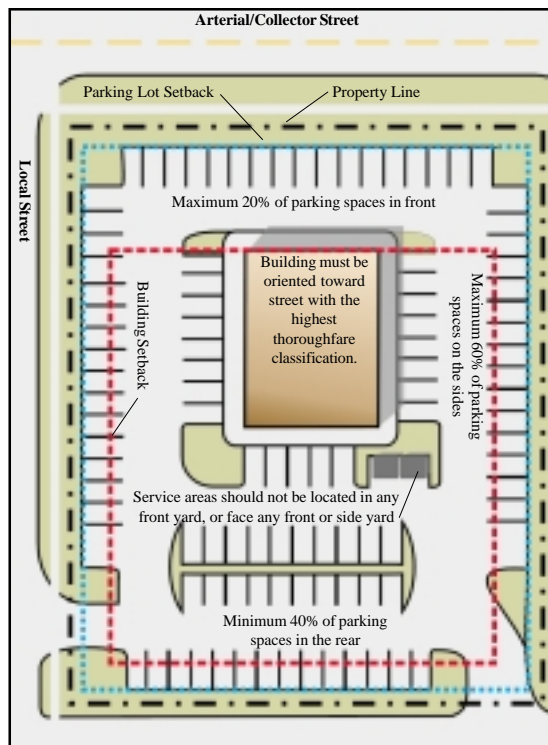 Arterial/Collector Street
Parking Lot Setback
Property Line
Local Street
Maximum 20% of parking spaces in front
Building must be
oriented toward
street with the
highest
thoroughfare
classification.
Building Setback
Maximum 60% of parking
spaces on the sides
Service areas should not be located in any
front yard, or face any front or side yard
Minimum 40% of parking
spaces in the rear